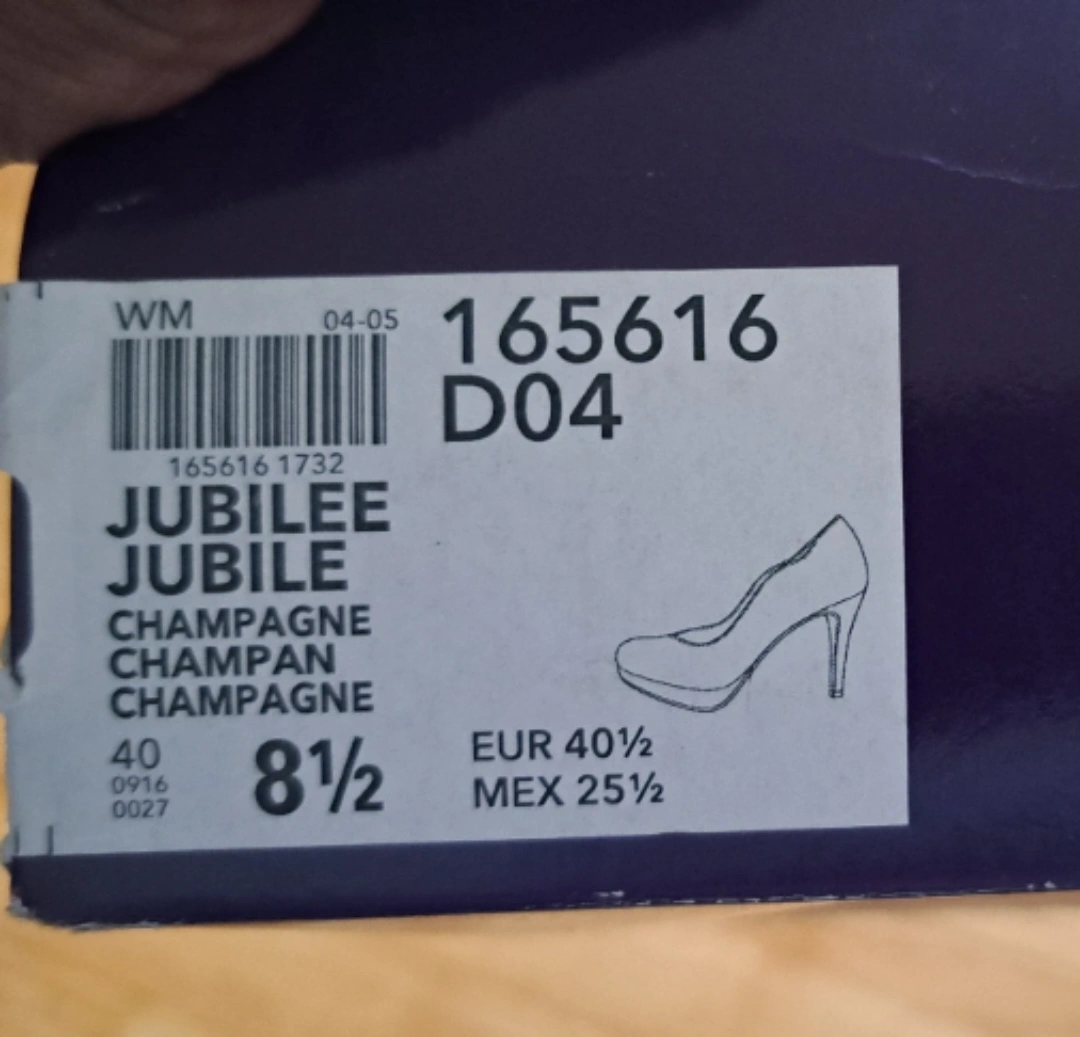 WM 04-05
165616 1732
165616
D04
JUBILEE
JUBILE
CHAMPAGNE
CHAMPAN
CHAMPAGNE
40
0916
0027
8½
EUR 40½
MEX 25½